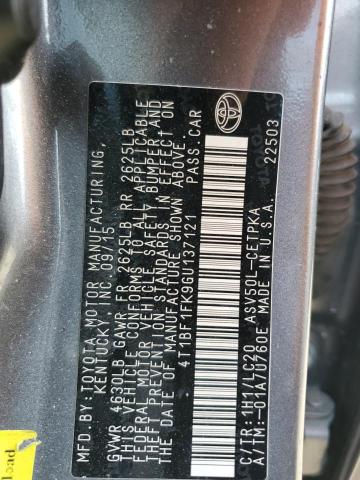 MFD.BY:TOYOTA MOTOR MANUFACTURING,
KENTUCKY, INC. 09/15
GVWR 4630LB GAWR FR 2625LB RR 2625LB
THIS VEHICLE CONFORMS TO ALL APPLICABLE
FEDERAL MOTOR VEHICLE SAFETY, BUMPER AND
THEFT PREVENTION STANDARDS IN EFFECT ON
THE DATE OF MANUFACTURE SHOWN ABOVE.
4T1BF1FK9GU137121 PASS.CAR
C/TR:1H1/LC20 ASV50L-CETPKA
A/TM:-01A/U760E MADE IN U.S.A.
22503
TOYOTA
load